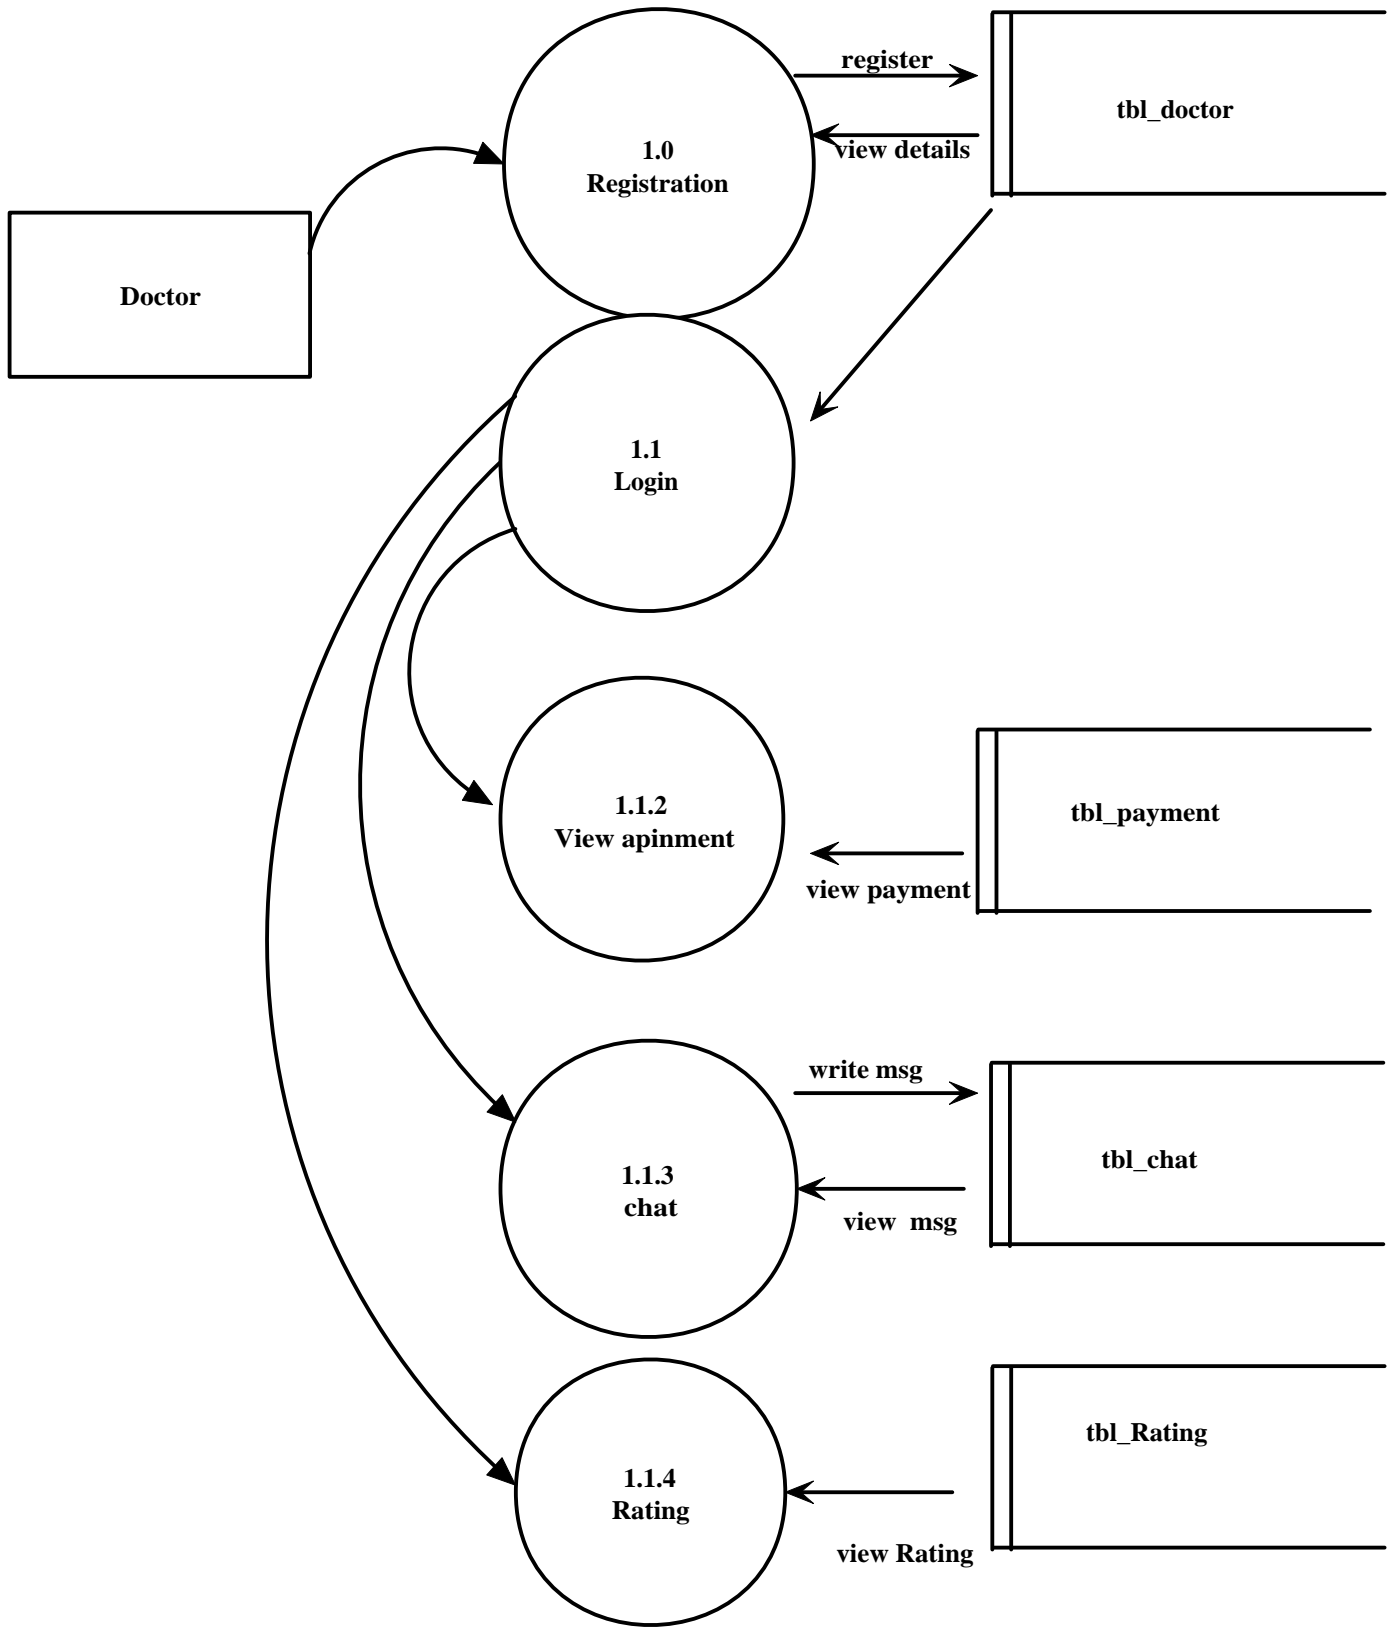 register
tbl_doctor
1.0
Registration
view details
Doctor
1.1
Login
1.1.2
View apinment
tbl_payment
view payment
write msg
tbl_chat
1.1.3
chat
view msg
tbl_Rating
1.1.4
Rating
view Rating